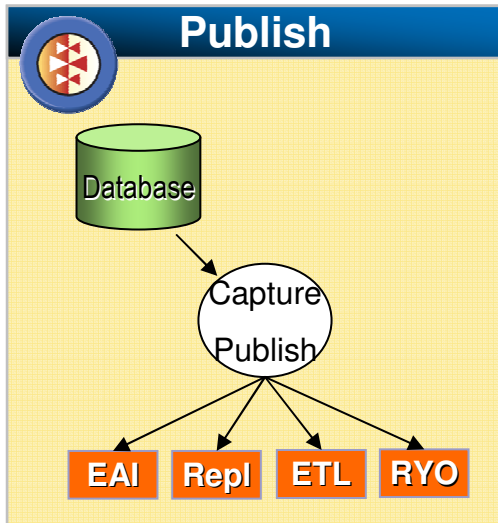 Publish
Database
Capture
Publish
EAI Repl ETL RYO